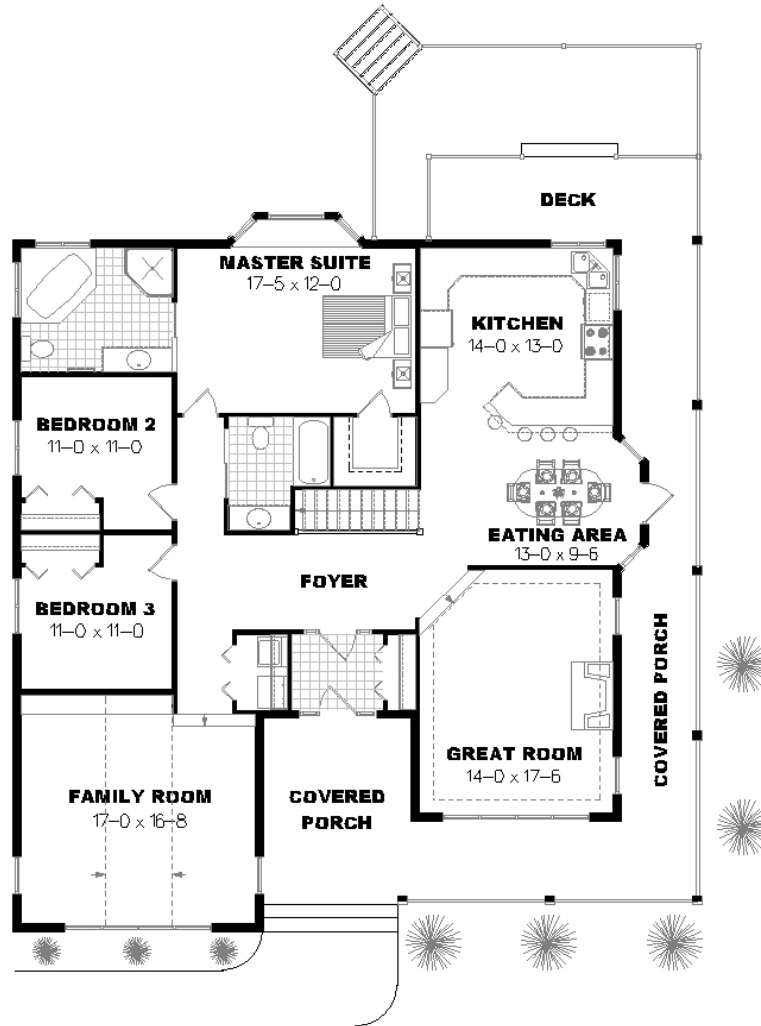 DECK
MASTER SUITE
17-5 x 12-0
KITCHEN
14-0 x 13-0
BEDROOM 2
11-0 x 11-0
EATING AREA
13-0 x 9-6
FOYER
BEDROOM 3
11-0 x 11-0
COVERED PORCH
GREAT ROOM
14-0 x 17-6
FAMILY ROOM
17-0 x 16-8
COVERED
PORCH